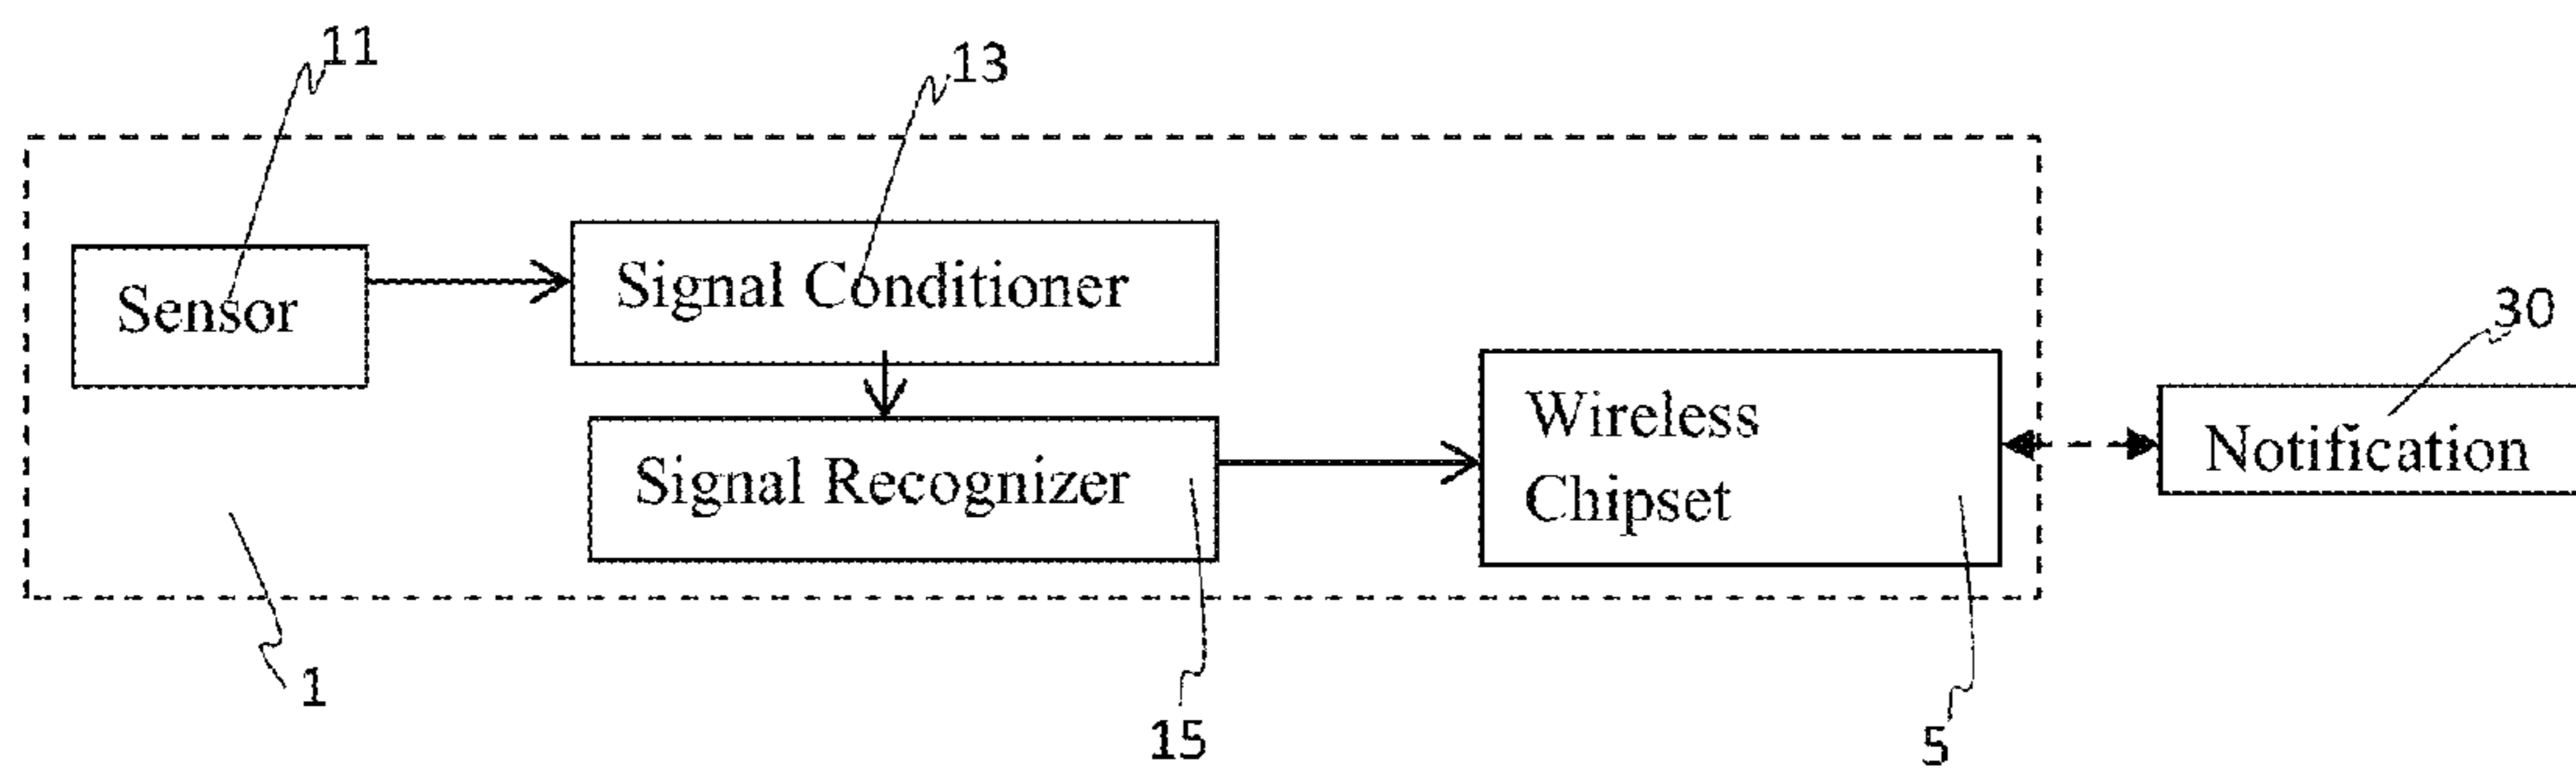 11
13
Sensor
Signal Conditioner
30
Wireless
Chipset
Notification
Signal Recognizer
1
15
5